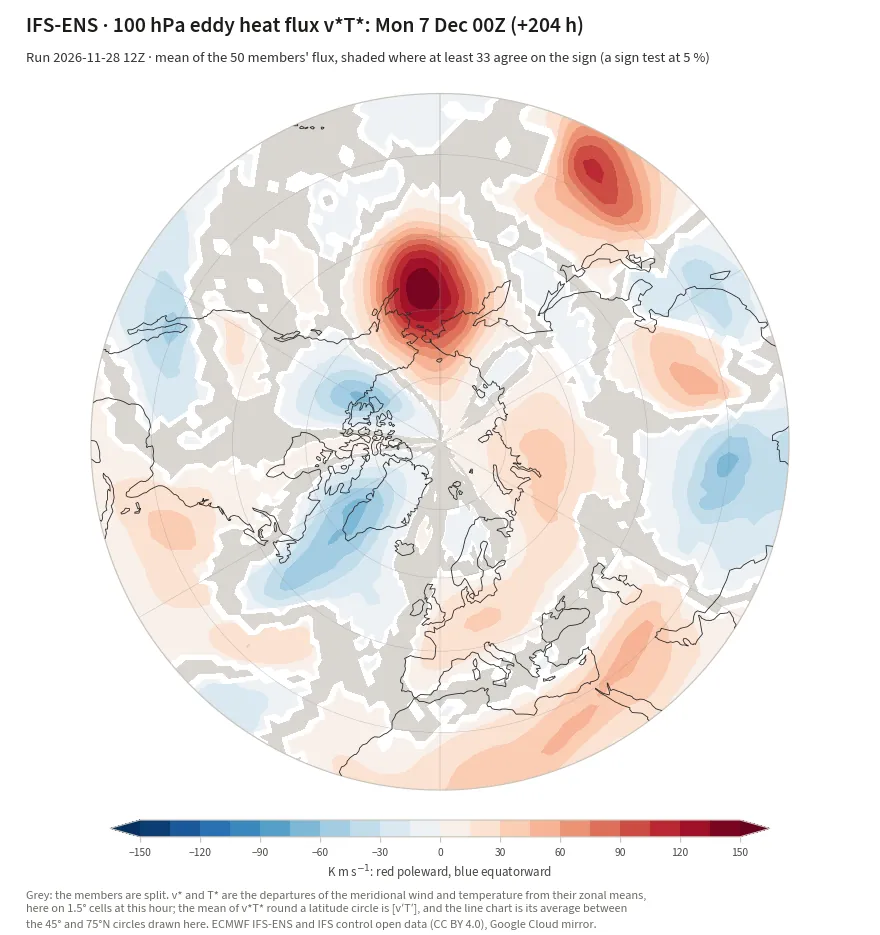 IFS-ENS · 100 hPa eddy heat flux v*T*: Mon 7 Dec 00Z (+204 h)
Run 2026-11-28 12Z · mean of the 50 members' flux, shaded where at least 33 agree on the sign (a sign test at 5 %)
−150 −120 −90 −60 −30 0 30 60 90 120 150
K m s⁻¹: red poleward, blue equatorward
Grey: the members are split. v* and T* are the departures of the meridional wind and temperature from their zonal means,
here on 1.5° cells at this hour; the mean of v*T* round a latitude circle is [v′T′], and the line chart is its average between
the 45° and 75°N circles drawn here. ECMWF IFS-ENS and IFS control open data (CC BY 4.0), Google Cloud mirror.